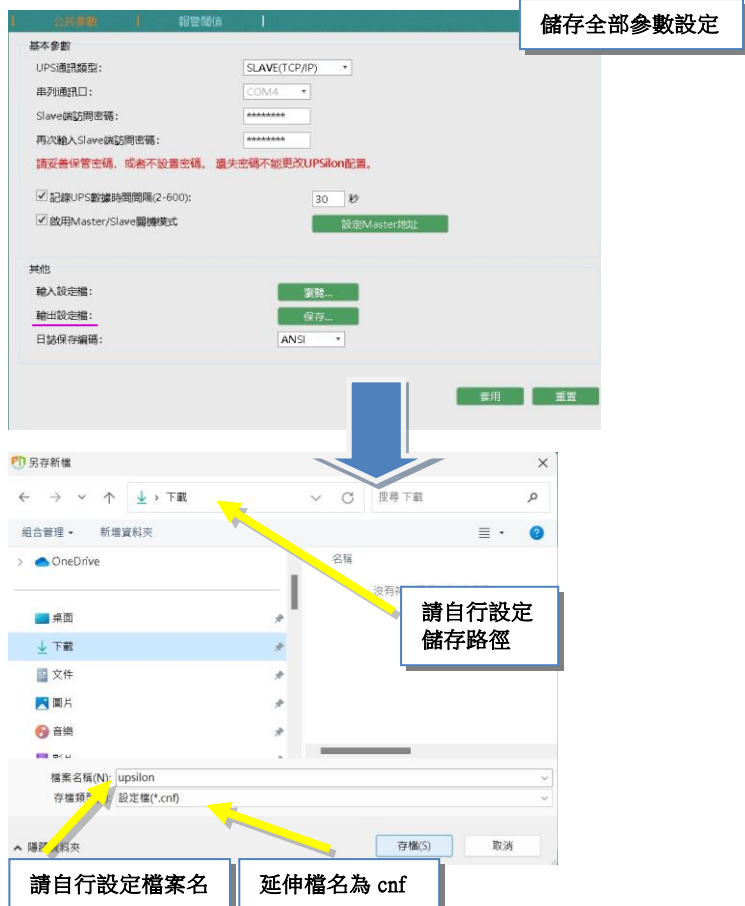 公共參數
報警閾值
儲存全部參數設定
基本參數
UPS通訊類型:
SLAVE(TCP/IP)
串列通訊口:
COM4
Slave端訪問密碼:
********
再次輸入Slave端訪問密碼:
********
請妥善保管密碼, 或者不設置密碼。 遺失密碼不能更改UPSilon配置。
記錄UPS數據時間間隔(2-600):
30 秒
啟用Master/Slave關機模式
設定Master地址
其他
輸入設定檔:
瀏覽...
輸出設定檔:
保存...
日誌保存編碼:
ANSI
套用
重置
另存新檔
下載
搜尋 下載
組合管理
新增資料夾
OneDrive
名稱
沒有
請自行設定
儲存路徑
桌面
下載
文件
圖片
音樂
檔案名稱(N): upsilon
存檔類
設定檔(*.cnf)
存檔(S)
取消
請自行設定檔案名
延伸檔名為 cnf